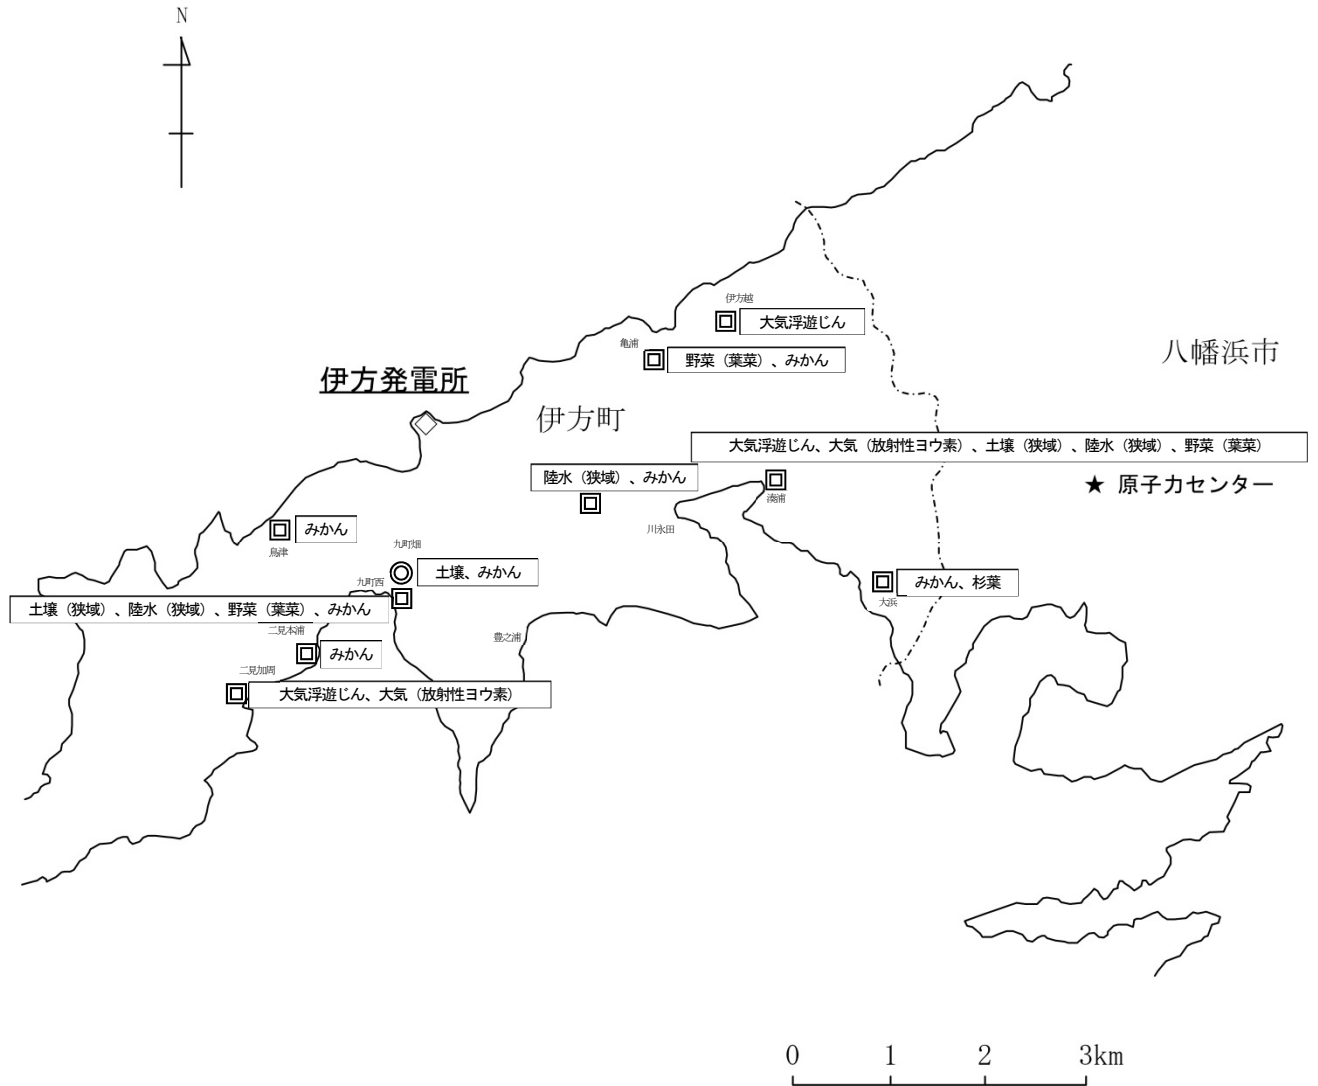 N
伊方越
大気浮遊じん
亀浦
野菜（葉菜）、みかん
八幡浜市
伊方発電所
伊方町
大気浮遊じん、大気（放射性ヨウ素）、土壌（狭域）、陸水（狭域）、野菜（葉菜）
陸水（狭域）、みかん
★ 原子力センター
湊浦
川永田
みかん
鳥津
九町畑
土壌、みかん
九町西
みかん、杉葉
大浜
土壌（狭域）、陸水（狭域）、野菜（葉菜）、みかん
二見本浦
豊之浦
みかん
二見加周
大気浮遊じん、大気（放射性ヨウ素）
0 1 2 3km